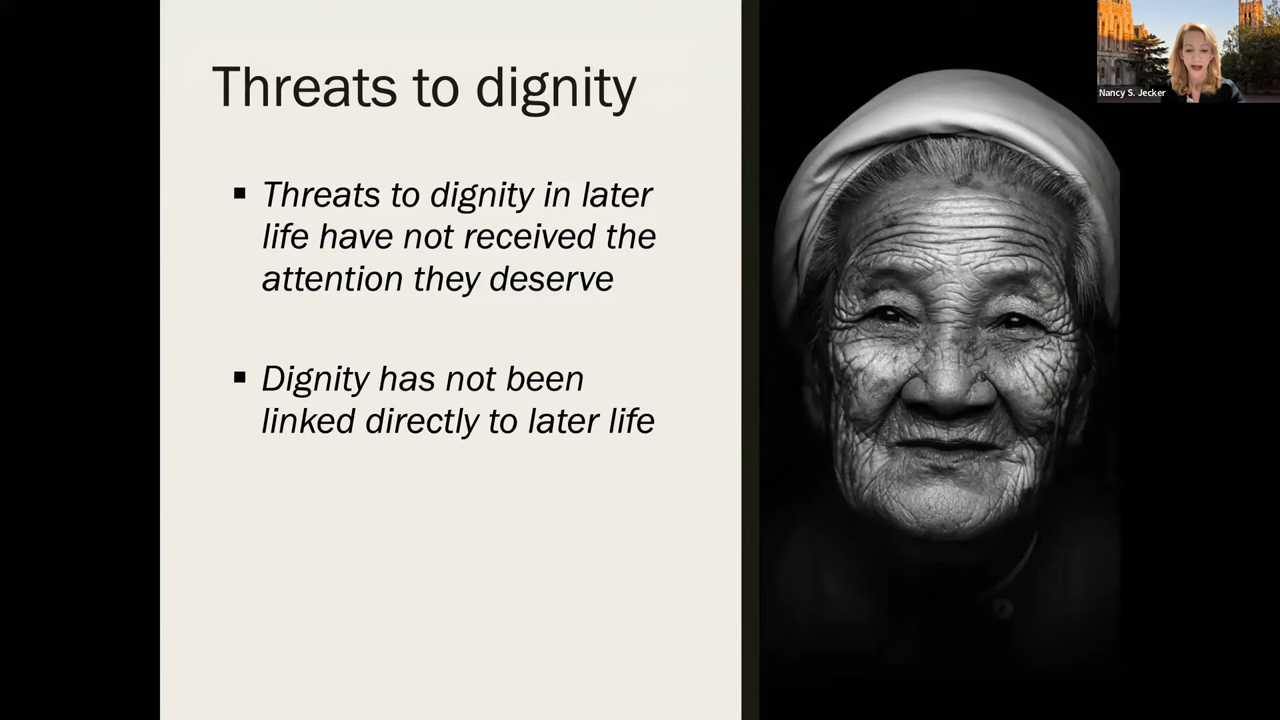 Threats to dignity
▪ Threats to dignity in later
life have not received the
attention they deserve
▪ Dignity has not been
linked directly to later life
Nancy S. Jecker